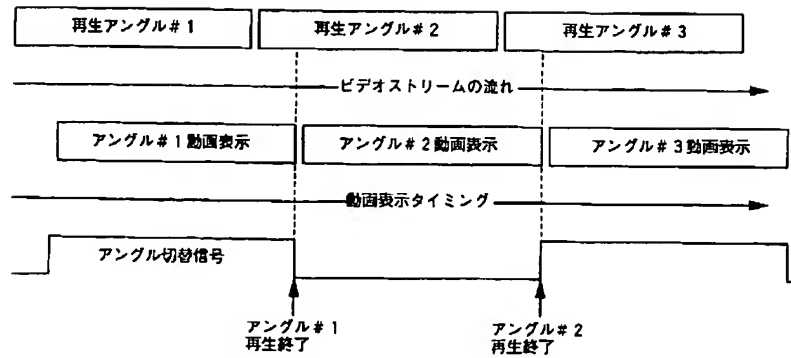 再生アングル#1
再生アングル#2
再生アングル#3
ビデオストリームの流れ
アングル#1動画表示
アングル#2動画表示
アングル#3動画表示
動画表示タイミング
アングル切替信号
アングル#1
再生終了
アングル#2
再生終了